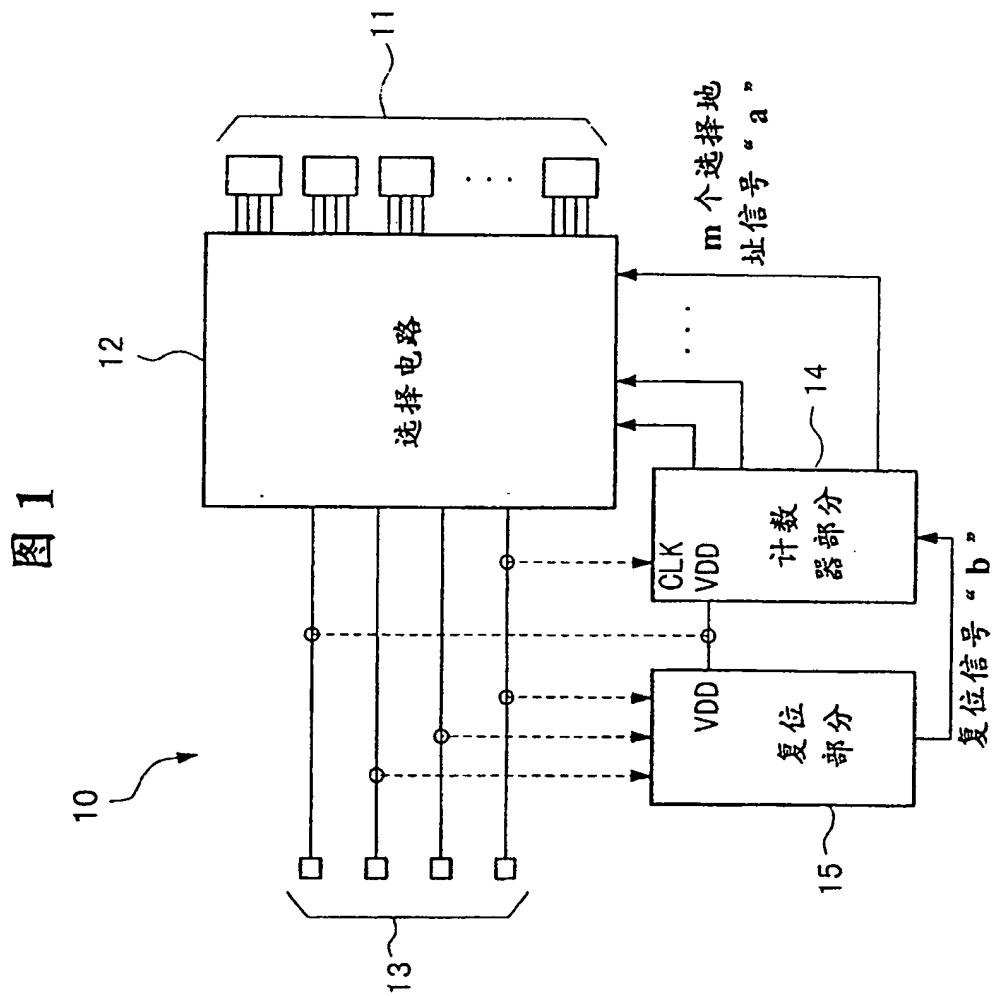 图 1
10
12
11
选择电路
13
m 个选择地
址信号“a”
CLK
VDD
计数
器部分
14
VDD
复位
部分
15
复位信号“b”